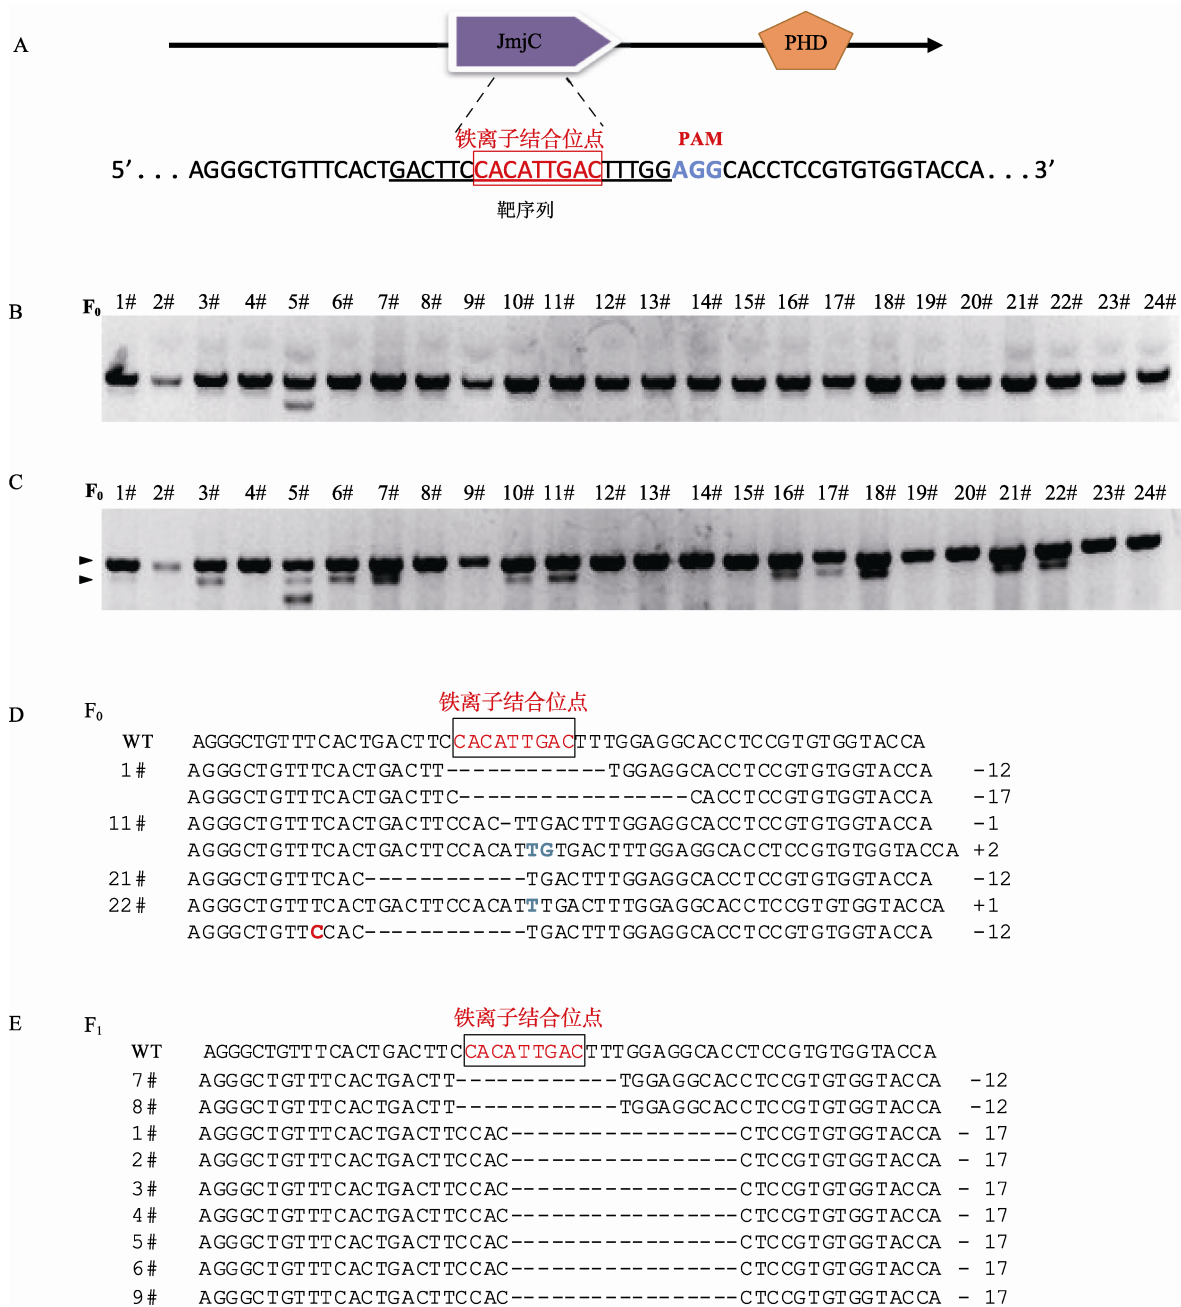 A
JmjC
PHD
铁离子结合位点
PAM
5’...AGGGCTGTTTCACTGACTTCCACATTGACTTTGGAGGCACCTCCGTGTGGTACCA...3’
靶序列
B
F0 1# 2# 3# 4# 5# 6# 7# 8# 9# 10# 11# 12# 13# 14# 15# 16# 17# 18# 19# 20# 21# 22# 23# 24#
C
F0 1# 2# 3# 4# 5# 6# 7# 8# 9# 10# 11# 12# 13# 14# 15# 16# 17# 18# 19# 20# 21# 22# 23# 24#
D
F0
铁离子结合位点
WT AGGGCTGTTTCACTGACTTCCACATTGACTTTGGAGGCACCTCCGTGTGGTACCA
1# AGGGCTGTTTCACTGACTT------------TGGAGGCACCTCCGTGTGGTACCA -12
AGGGCTGTTTCACTGACTTC-----------------CACCTCCGTGTGGTACCA -17
11# AGGGCTGTTTCACTGACTTCCAC-TTGACTTTGGAGGCACCTCCGTGTGGTACCA -1
AGGGCTGTTTCACTGACTTCCACATTGTGACTTTGGAGGCACCTCCGTGTGGTACCA +2
21# AGGGCTGTTTCAC------------TGACTTTGGAGGCACCTCCGTGTGGTACCA -12
22# AGGGCTGTTTCACTGACTTCCACATTTGACTTTGGAGGCACCTCCGTGTGGTACCA +1
AGGGCTGTTCCAC------------TGACTTTGGAGGCACCTCCGTGTGGTACCA -12
E
F1
铁离子结合位点
WT AGGGCTGTTTCACTGACTTCCACATTGACTTTGGAGGCACCTCCGTGTGGTACCA
7# AGGGCTGTTTCACTGACTT------------TGGAGGCACCTCCGTGTGGTACCA -12
8# AGGGCTGTTTCACTGACTT------------TGGAGGCACCTCCGTGTGGTACCA -12
1# AGGGCTGTTTCACTGACTTCCAC-----------------CTCCGTGTGGTACCA - 17
2# AGGGCTGTTTCACTGACTTCCAC-----------------CTCCGTGTGGTACCA - 17
3# AGGGCTGTTTCACTGACTTCCAC-----------------CTCCGTGTGGTACCA - 17
4# AGGGCTGTTTCACTGACTTCCAC-----------------CTCCGTGTGGTACCA - 17
5# AGGGCTGTTTCACTGACTTCCAC-----------------CTCCGTGTGGTACCA - 17
6# AGGGCTGTTTCACTGACTTCCAC-----------------CTCCGTGTGGTACCA - 17
9# AGGGCTGTTTCACTGACTTCCAC-----------------CTCCGTGTGGTACCA - 17